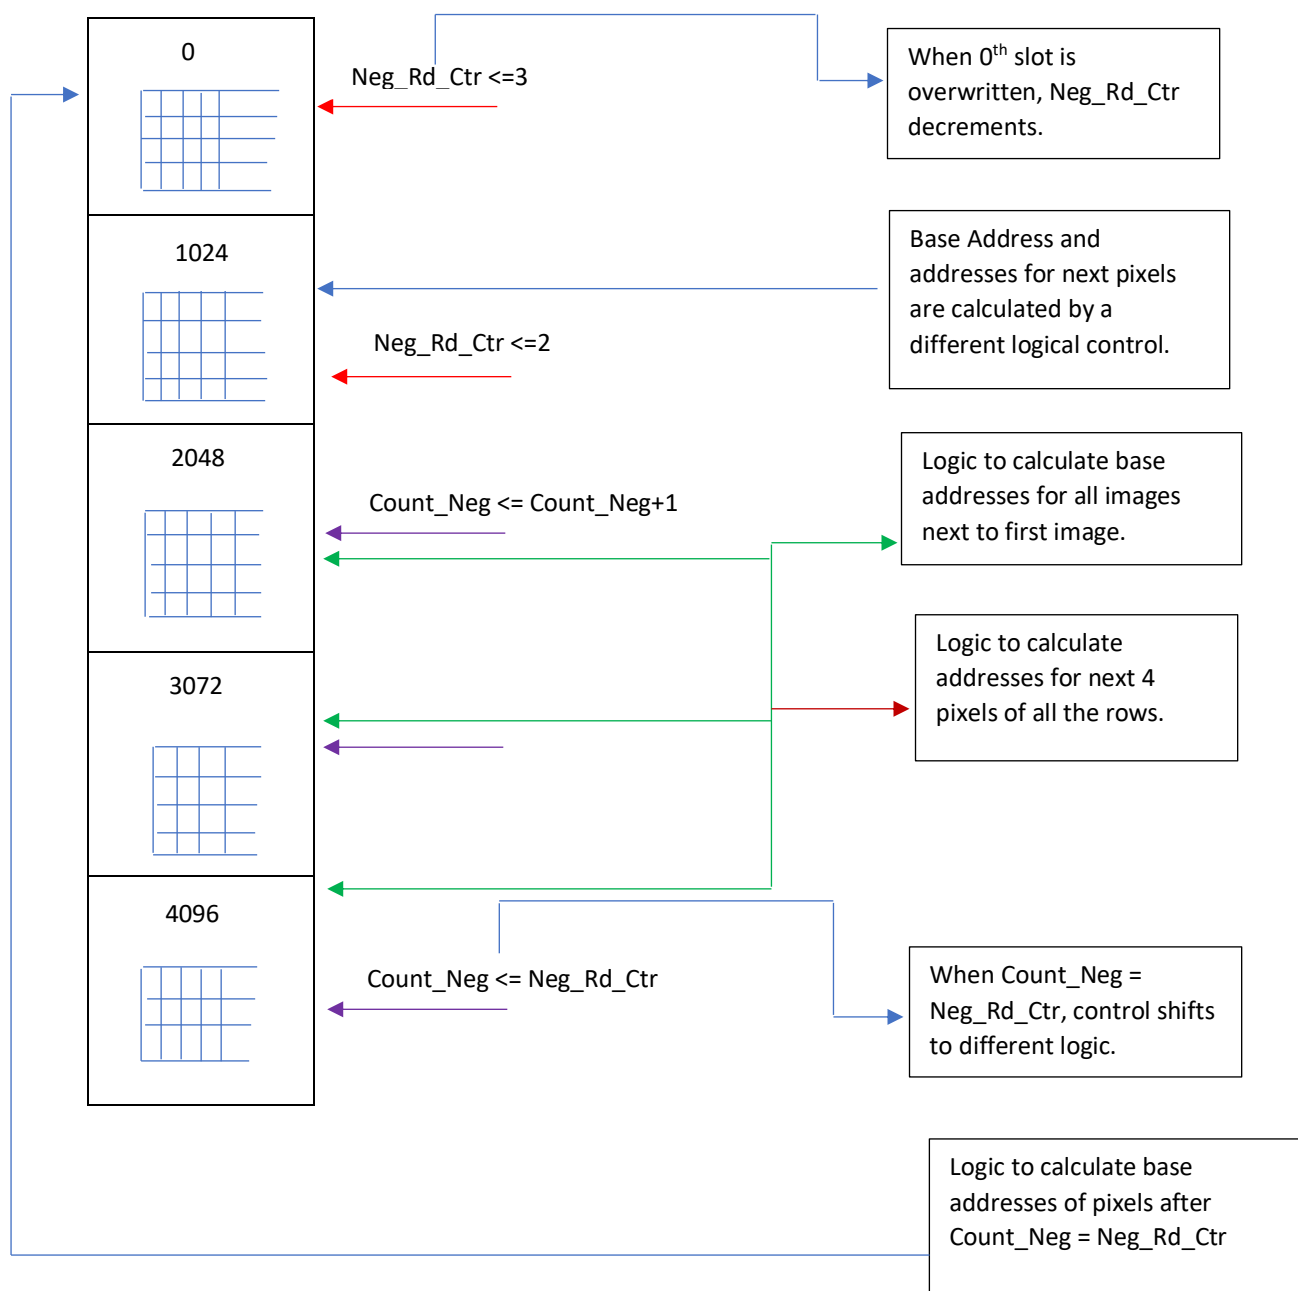 0
Neg_Rd_Ctr <=3
When 0th slot is
overwritten, Neg_Rd_Ctr
decrements.
1024
Base Address and
addresses for next pixels
are calculated by a
different logical control.
Neg_Rd_Ctr <=2
2048
Count_Neg <= Count_Neg+1
Logic to calculate base
addresses for all images
next to first image.
3072
Logic to calculate
addresses for next 4
pixels of all the rows.
4096
Count_Neg <= Neg_Rd_Ctr
When Count_Neg =
Neg_Rd_Ctr, control shifts
to different logic.
Logic to calculate base
addresses of pixels after
Count_Neg = Neg_Rd_Ctr